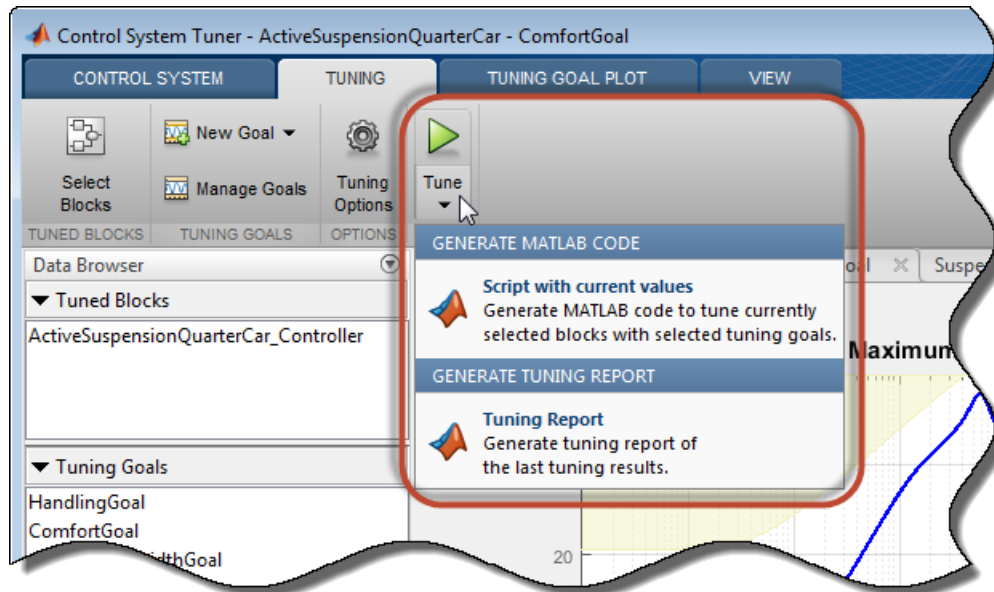 Control System Tuner - ActiveSuspensionQuarterCar - ComfortGoal
CONTROL SYSTEM
TUNING
TUNING GOAL PLOT
VIEW
New Goal
Manage Goals
Select
Blocks
Tuning
Options
Tune
TUNED BLOCKS
TUNING GOALS
OPTIONS
GENERATE MATLAB CODE
Script with current values
Generate MATLAB code to tune currently
selected blocks with selected tuning goals.
GENERATE TUNING REPORT
Tuning Report
Generate tuning report of
the last tuning results.
Data Browser
Tuned Blocks
ActiveSuspensionQuarterCar_Controller
Tuning Goals
HandlingGoal
ComfortGoal
idthGoal
oal
Suspe
Maximum
20